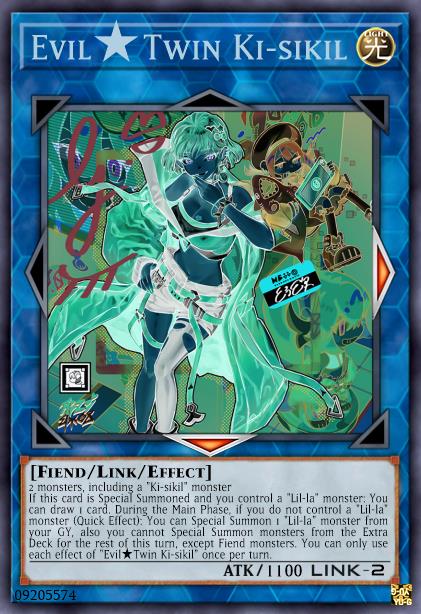 EVIL★TWIN KI-SIKIL
LIGHT
光
[FIEND/LINK/EFFECT]
2 monsters, including a "Ki-sikil" monster
If this card is Special Summoned and you control a "Lil-la" monster: You
can draw 1 card. During the Main Phase, if you do not control a "Lil-la"
monster (Quick Effect): You can Special Summon 1 "Lil-la" monster from
your GY, also you cannot Special Summon monsters from the Extra
Deck for the rest of this turn, except Fiend monsters. You can only use
each effect of "Evil★Twin Ki-sikil" once per turn.
ATK/1100 LINK-2
09205574